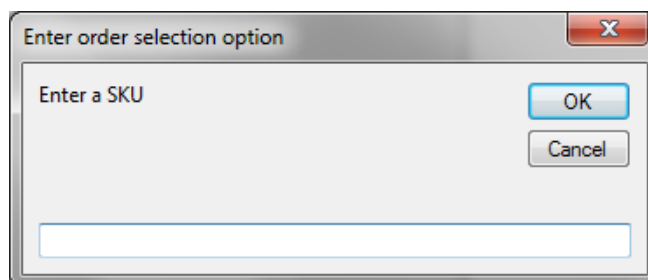 Enter order selection option
Enter a SKU
OK
Cancel